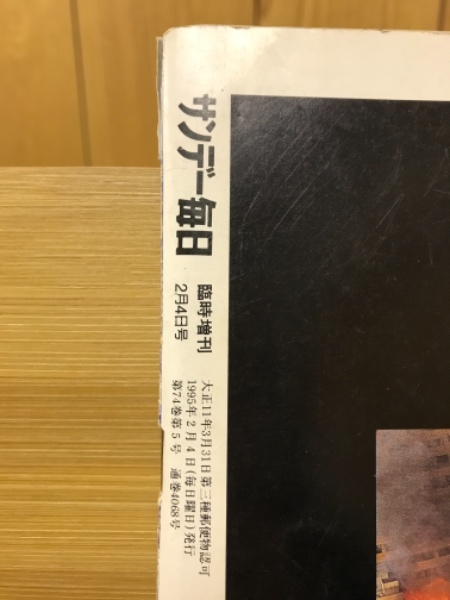 サンデー毎日
臨時増刊
2月4日号
大正11年3月31日第三種郵便物認可
1995年2月4日(毎日曜日)発行
第74巻第5号 通巻4068号